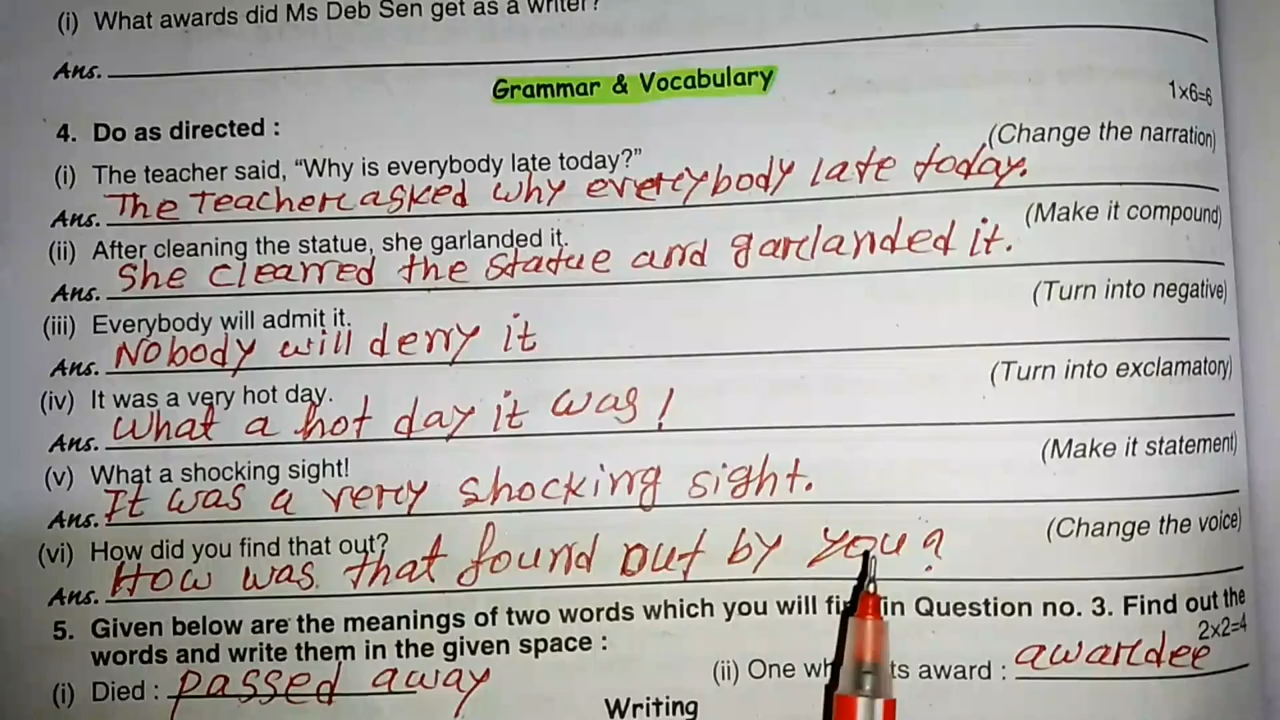 (i) What awards did Ms Deb Sen get as a writer?
Ans.
Grammar & Vocabulary
1×6=6
4. Do as directed :
(i) The teacher said, “Why is everybody late today?” (Change the narration)
Ans. The teacher asked why everybody late today.
(ii) After cleaning the statue, she garlanded it. (Make it compound)
Ans. She cleaned the statue and garlanded it.
(iii) Everybody will admit it. (Turn into negative)
Ans. Nobody will deny it
(iv) It was a very hot day. (Turn into exclamatory)
Ans. What a hot day it was!
(v) What a shocking sight! (Make it statement)
Ans. It was a very shocking sight.
(vi) How did you find that out? (Change the voice)
Ans. How was that found out by you?
5. Given below are the meanings of two words which you will in Question no. 3. Find out the
words and write them in the given space : 2×2=4
(i) Died : passed away (ii) One award : awardee
Writing